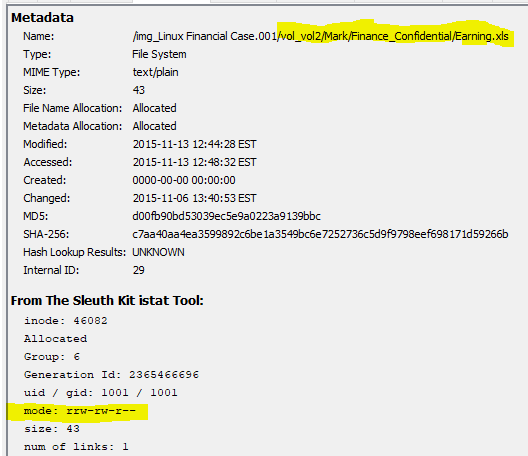 Metadata
Name: /img_Linux Financial Case.001/vol_vol2/Mark/Finance_Confidential/Earning.xls
Type: File System
MIME Type: text/plain
Size: 43
File Name Allocation: Allocated
Metadata Allocation: Allocated
Modified: 2015-11-13 12:44:28 EST
Accessed: 2015-11-13 12:48:32 EST
Created: 0000-00-00 00:00:00
Changed: 2015-11-06 13:40:53 EST
MD5: d00fb90bd53039ec5e9a0223a9139bbc
SHA-256: c7aa40aa4ea3599892c6be1a3549bc6e7252736c5d9f9798eef698171d59266b
Hash Lookup Results: UNKNOWN
Internal ID: 29
From The Sleuth Kit istat Tool:
inode: 46082
Allocated
Group: 6
Generation Id: 2365466696
uid / gid: 1001 / 1001
mode: rrw-rw-r--
size: 43
num of links: 1